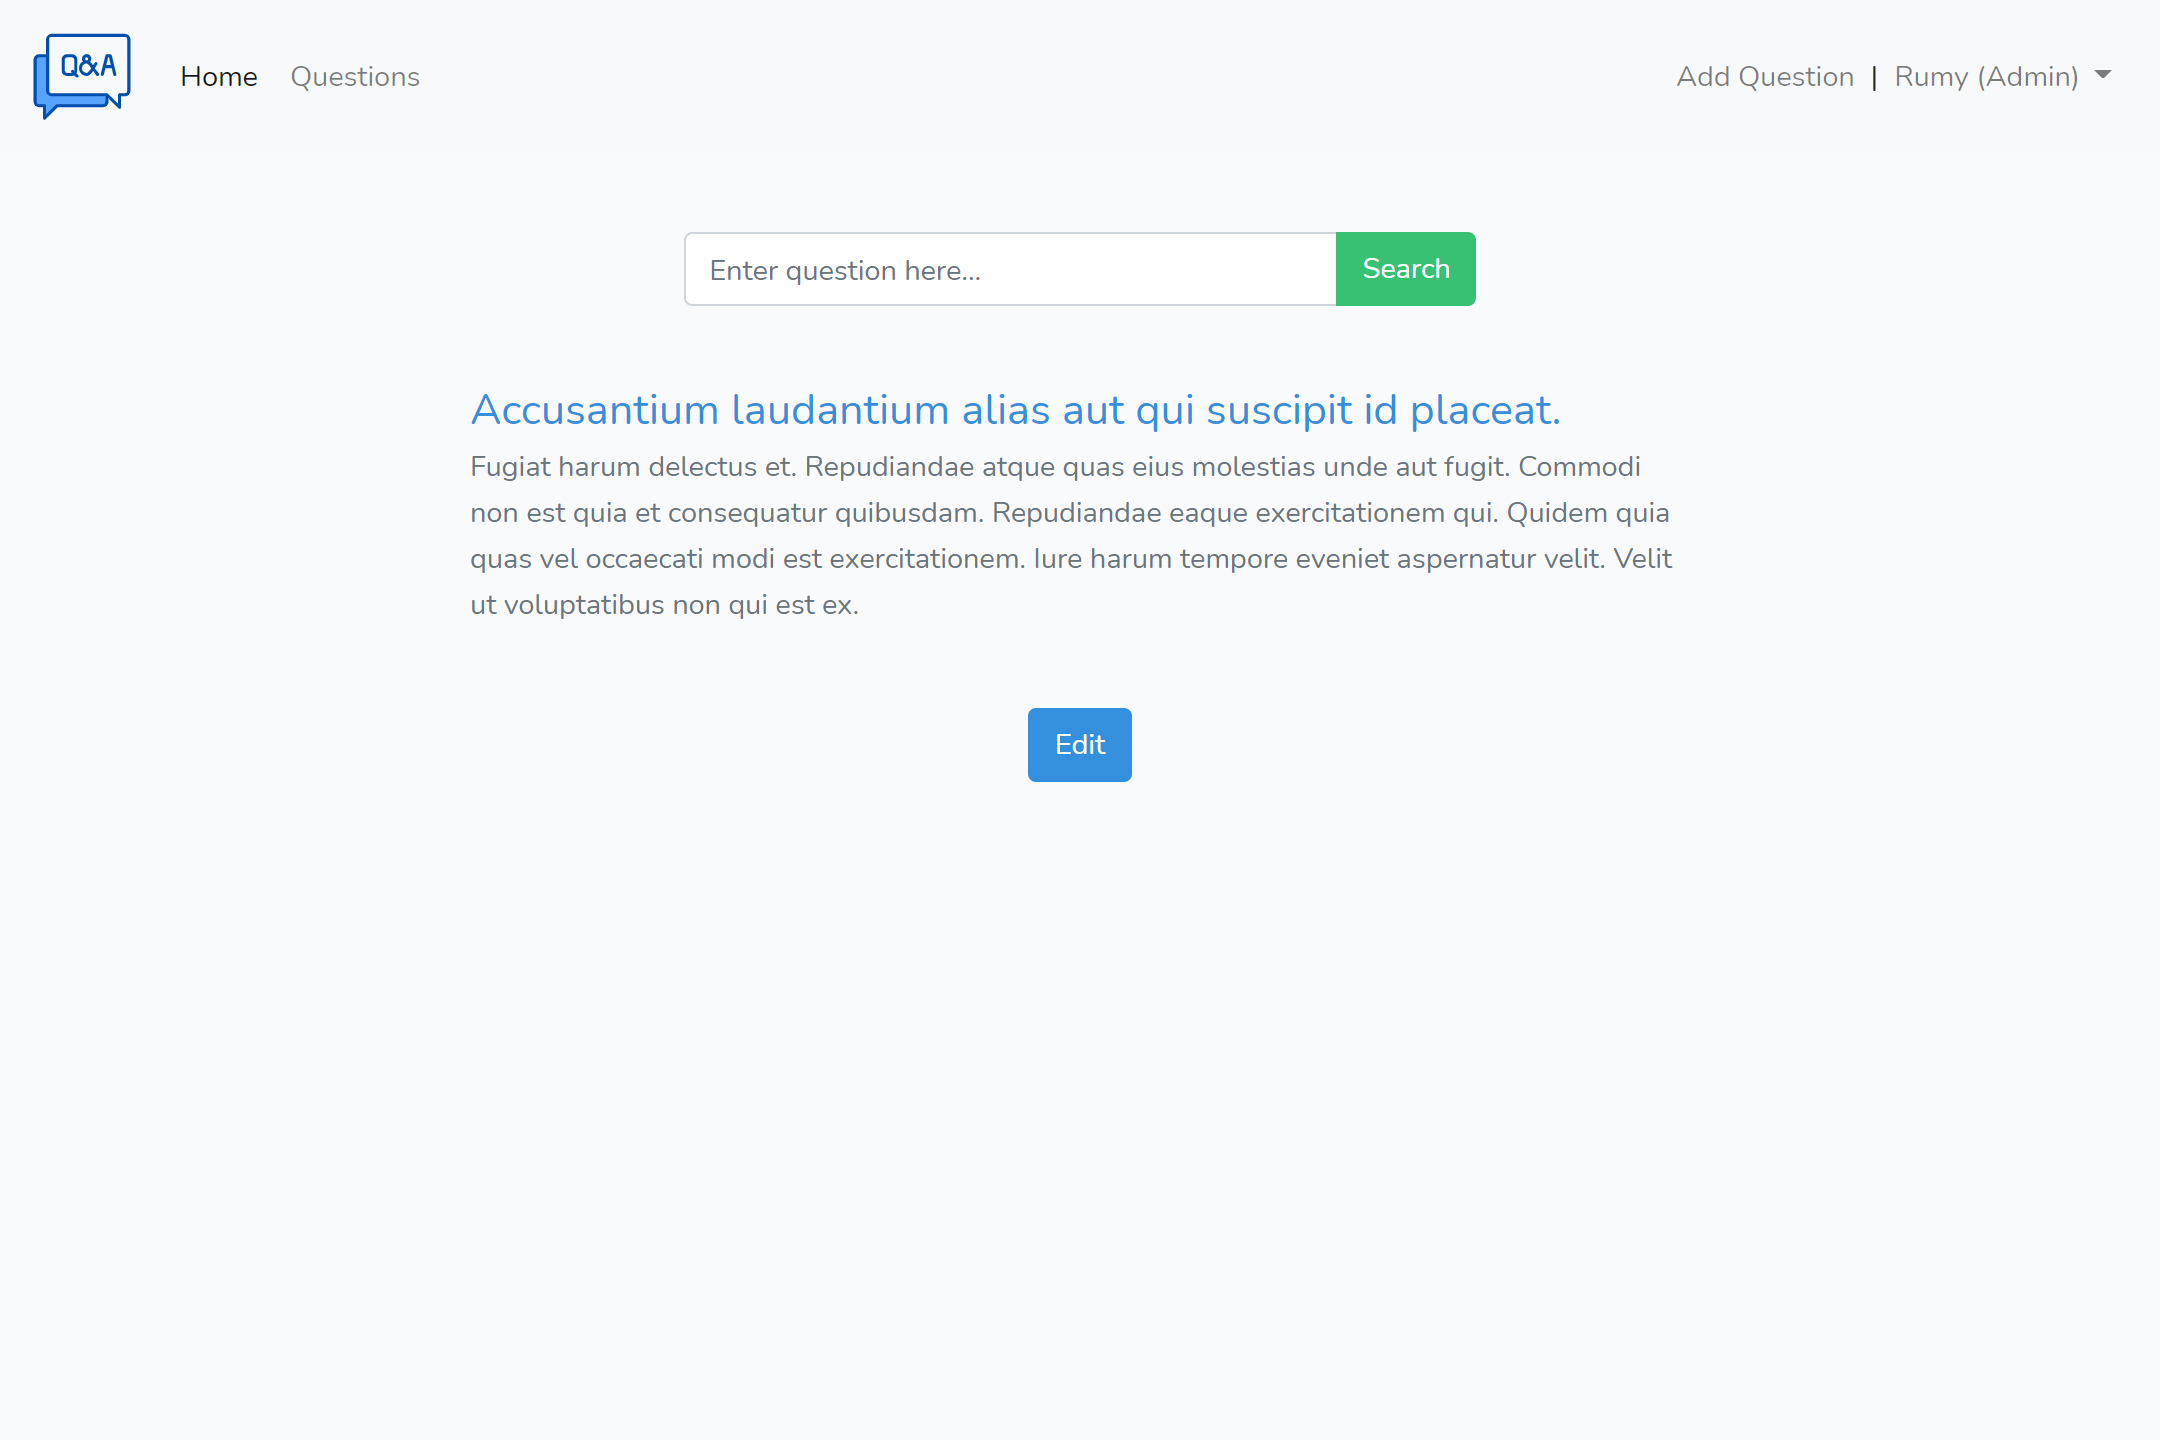 Q&A
Home Questions Add Question | Rumy (Admin)
Enter question here... Search
Accusantium laudantium alias aut qui suscipit id placeat.
Fugiat harum delectus et. Repudiandae atque quas eius molestias unde aut fugit. Commodi
non est quia et consequatur quibusdam. Repudiandae eaque exercitationem qui. Quidem quia
quas vel occaecati modi est exercitationem. Iure harum tempore eveniet aspernatur velit. Velit
ut voluptatibus non qui est ex.
Edit